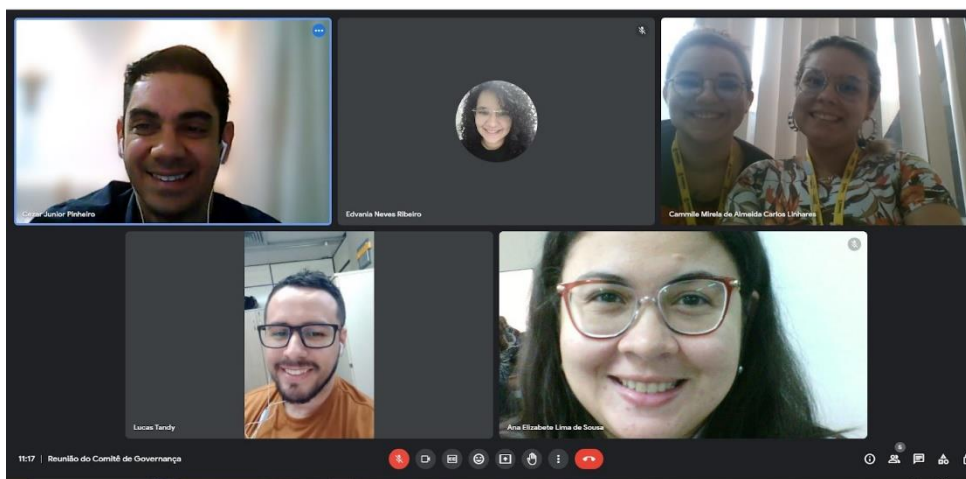 Cezar Junior Pinheiro
Edvania Neves Ribeiro
Cammile Mirela de Almeida Carlos Linhares
Lucas Tandy
Ana Elizabete Lima de Sousa
11:17 | Reunião do Comitê de Governança